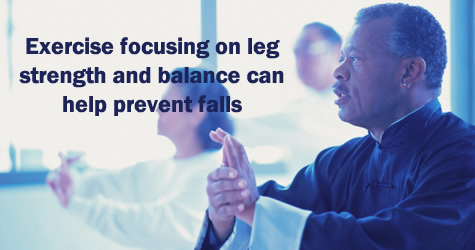 Exercise focusing on leg
strength and balance can
help prevent falls